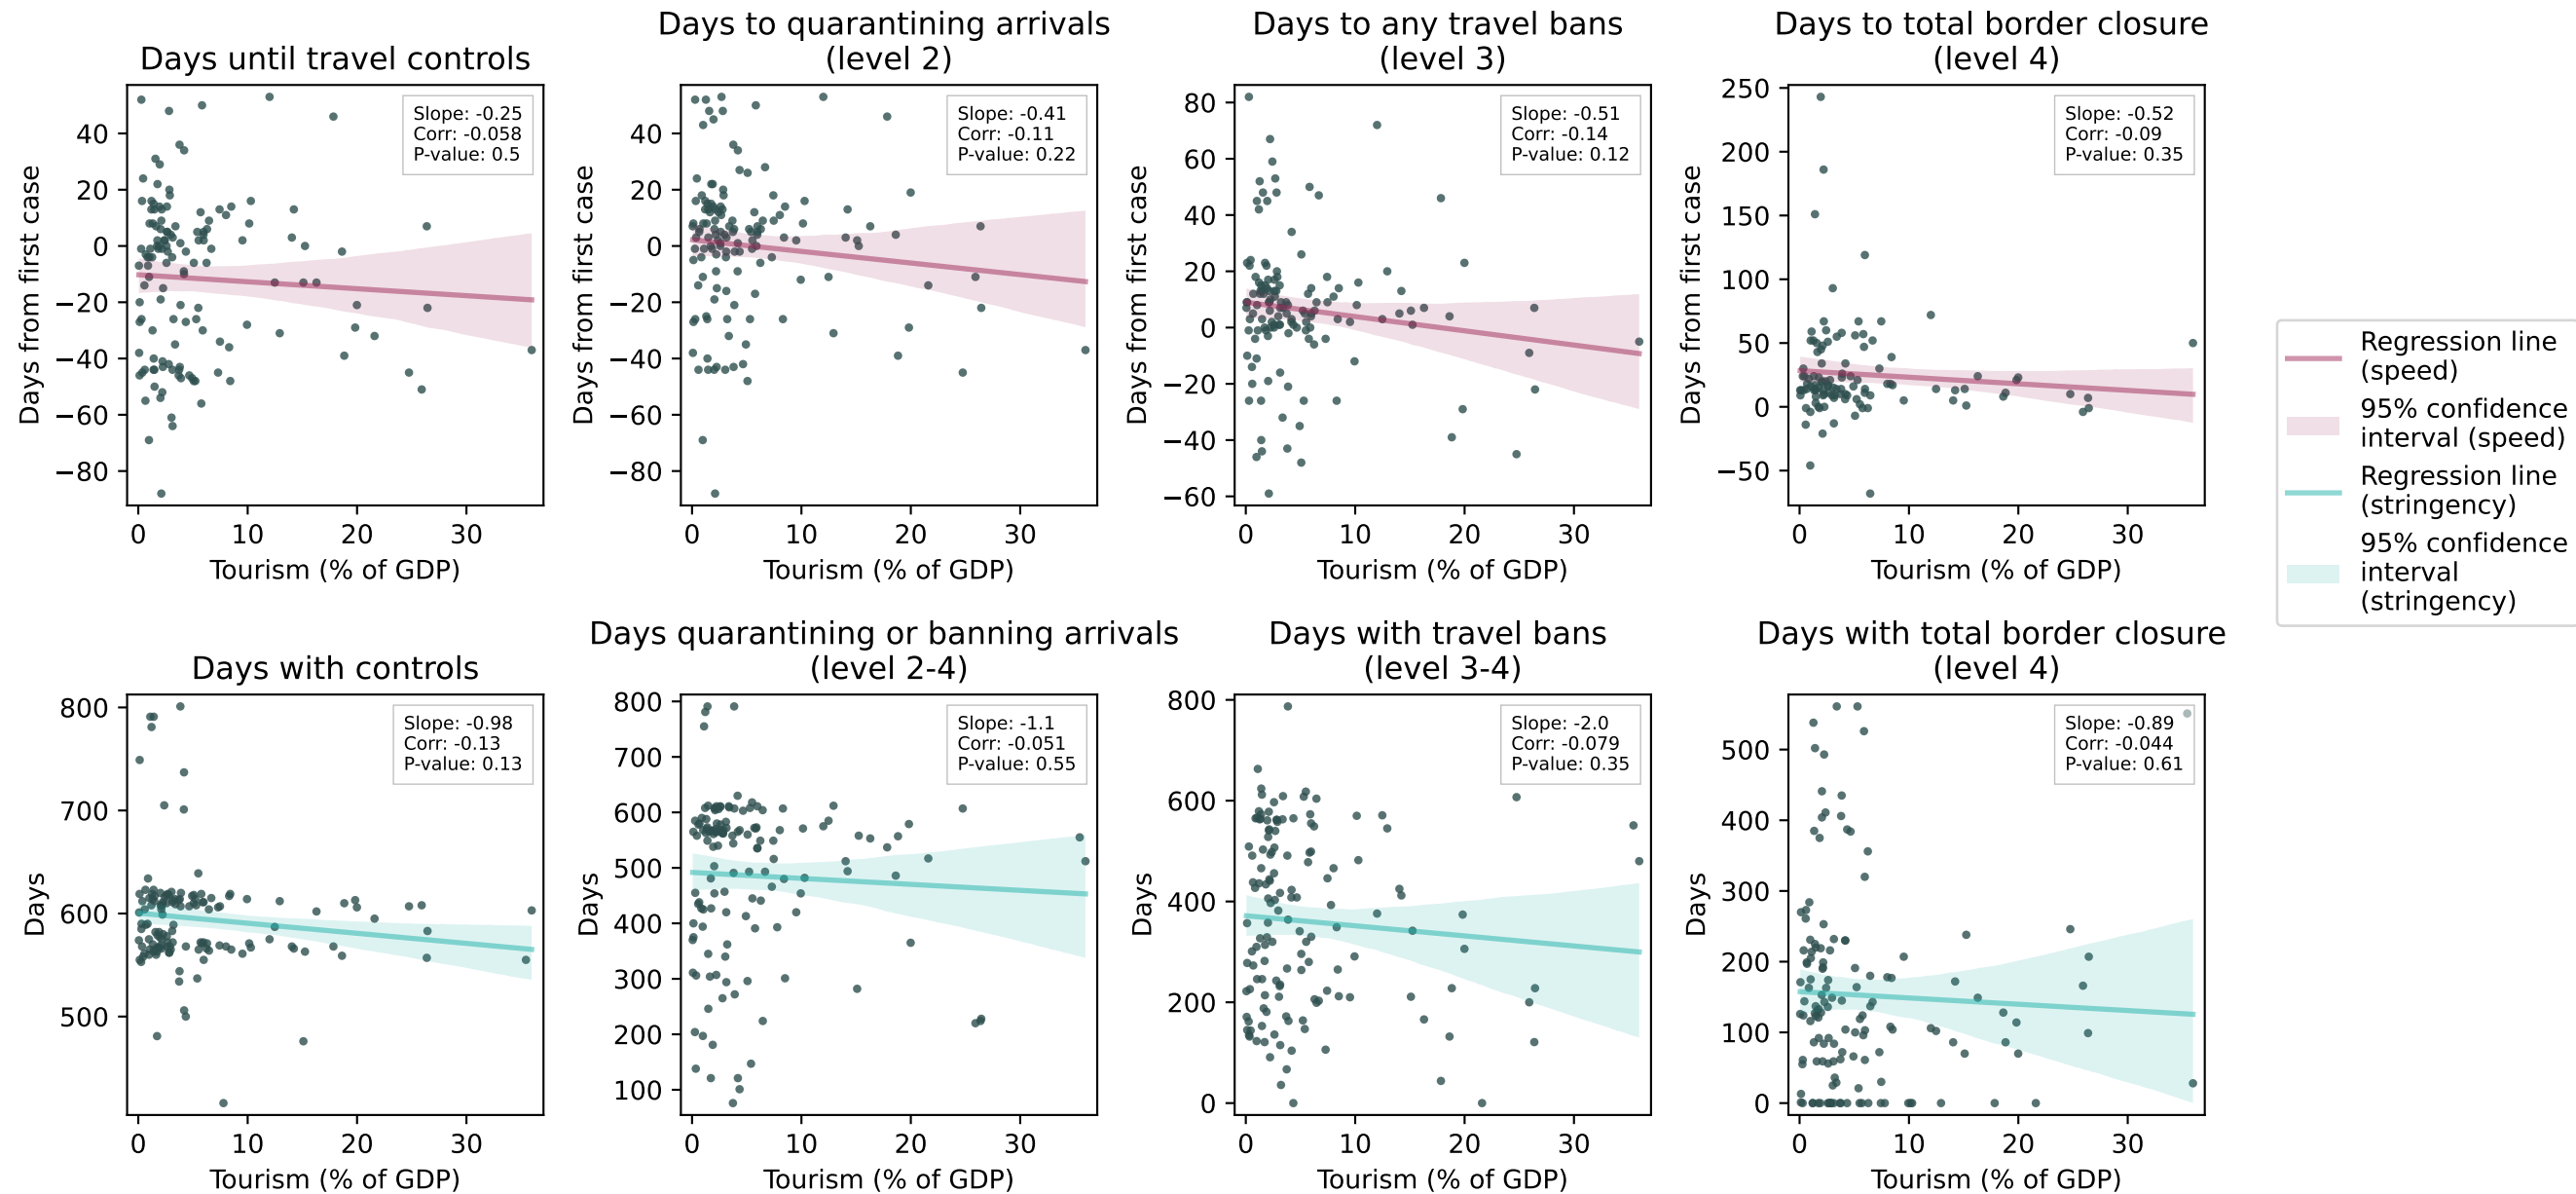 Days until travel controls
Slope: -0.25
Corr: -0.058
P-value: 0.5
Days from first case
40
20
0
−20
−40
−60
−80
0 10 20 30
Tourism (% of GDP)
Days to quarantining arrivals
(level 2)
Slope: -0.41
Corr: -0.11
P-value: 0.22
Days from first case
40
20
0
−20
−40
−60
−80
0 10 20 30
Tourism (% of GDP)
Days to any travel bans
(level 3)
Slope: -0.51
Corr: -0.14
P-value: 0.12
Days from first case
80
60
40
20
0
−20
−40
−60
0 10 20 30
Tourism (% of GDP)
Days to total border closure
(level 4)
Slope: -0.52
Corr: -0.09
P-value: 0.35
Days from first case
250
200
150
100
50
0
−50
0 10 20 30
Tourism (% of GDP)
Regression line
(speed)
95% confidence
interval (speed)
Regression line
(stringency)
95% confidence
interval
(stringency)
Days with controls
Slope: -0.98
Corr: -0.13
P-value: 0.13
Days
800
700
600
500
0 10 20 30
Tourism (% of GDP)
Days quarantining or banning arrivals
(level 2-4)
Slope: -1.1
Corr: -0.051
P-value: 0.55
Days
800
700
600
500
400
300
200
100
0 10 20 30
Tourism (% of GDP)
Days with travel bans
(level 3-4)
Slope: -2.0
Corr: -0.079
P-value: 0.35
Days
800
600
400
200
0
0 10 20 30
Tourism (% of GDP)
Days with total border closure
(level 4)
Slope: -0.89
Corr: -0.044
P-value: 0.61
Days
500
400
300
200
100
0
0 10 20 30
Tourism (% of GDP)